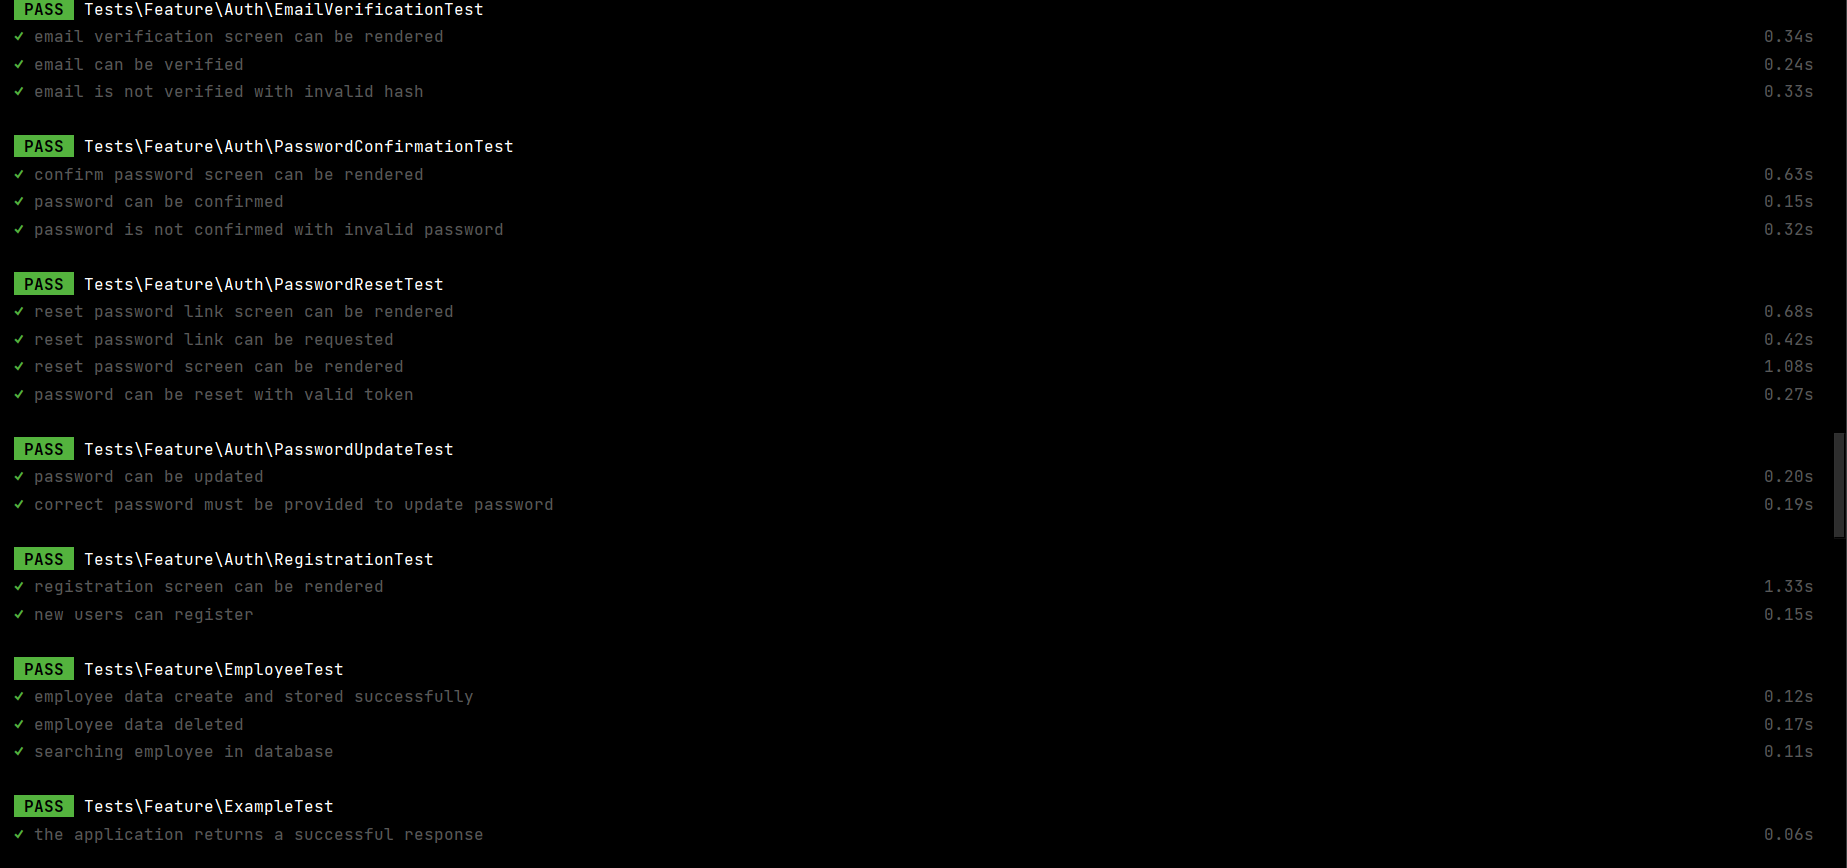 PASS Tests\Feature\Auth\EmailVerificationTest
✓ email verification screen can be rendered 0.34s
✓ email can be verified 0.24s
✓ email is not verified with invalid hash 0.33s
PASS Tests\Feature\Auth\PasswordConfirmationTest
✓ confirm password screen can be rendered 0.63s
✓ password can be confirmed 0.15s
✓ password is not confirmed with invalid password 0.32s
PASS Tests\Feature\Auth\PasswordResetTest
✓ reset password link screen can be rendered 0.68s
✓ reset password link can be requested 0.42s
✓ reset password screen can be rendered 1.08s
✓ password can be reset with valid token 0.27s
PASS Tests\Feature\Auth\PasswordUpdateTest
✓ password can be updated 0.20s
✓ correct password must be provided to update password 0.19s
PASS Tests\Feature\Auth\RegistrationTest
✓ registration screen can be rendered 1.33s
✓ new users can register 0.15s
PASS Tests\Feature\EmployeeTest
✓ employee data create and stored successfully 0.12s
✓ employee data deleted 0.17s
✓ searching employee in database 0.11s
PASS Tests\Feature\ExampleTest
✓ the application returns a successful response 0.06s